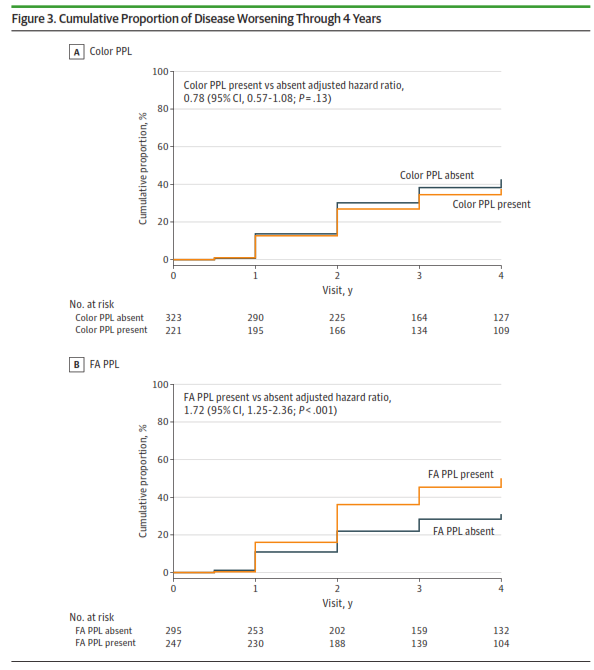 Figure 3. Cumulative Proportion of Disease Worsening Through 4 Years
A Color PPL
Color PPL present vs absent adjusted hazard ratio,
0.78 (95% CI, 0.57-1.08; P = .13)
Cumulative proportion, %
100
80
60
40
20
0
Color PPL absent
Color PPL present
0 1 2 3 4
Visit, y
No. at risk
Color PPL absent 323 290 225 164 127
Color PPL present 221 195 166 134 109
B FA PPL
FA PPL present vs absent adjusted hazard ratio,
1.72 (95% CI, 1.25-2.36; P < .001)
Cumulative proportion, %
100
80
60
40
20
0
FA PPL present
FA PPL absent
0 1 2 3 4
Visit, y
No. at risk
FA PPL absent 295 253 202 159 132
FA PPL present 247 230 188 139 104